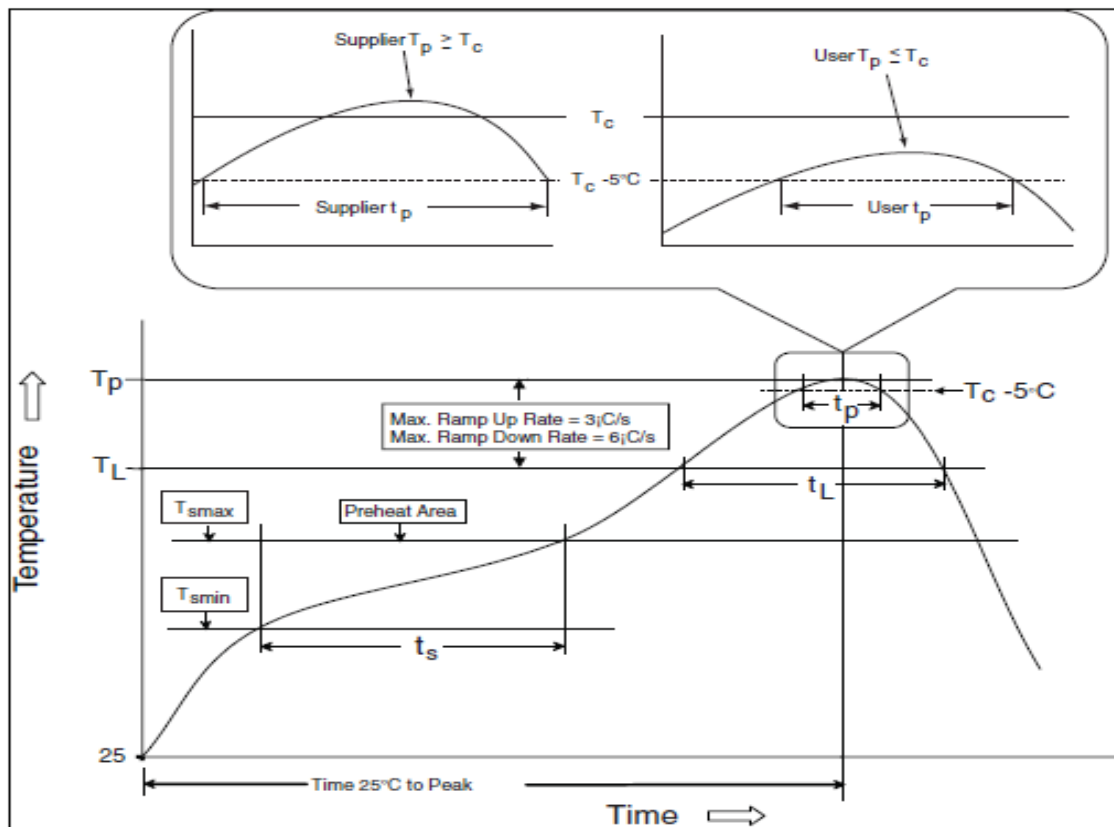 Supplier Tp ≥ Tc
User Tp ≤ Tc
Tc
Tc -5°C
Supplier tp
User tp
Tp
Tc -5°C
tp
Max. Ramp Up Rate = 3¡C/s
Max. Ramp Down Rate = 6¡C/s
TL
tL
Tsmax
Preheat Area
Temperature
Tsmin
ts
25
Time 25°C to Peak
Time